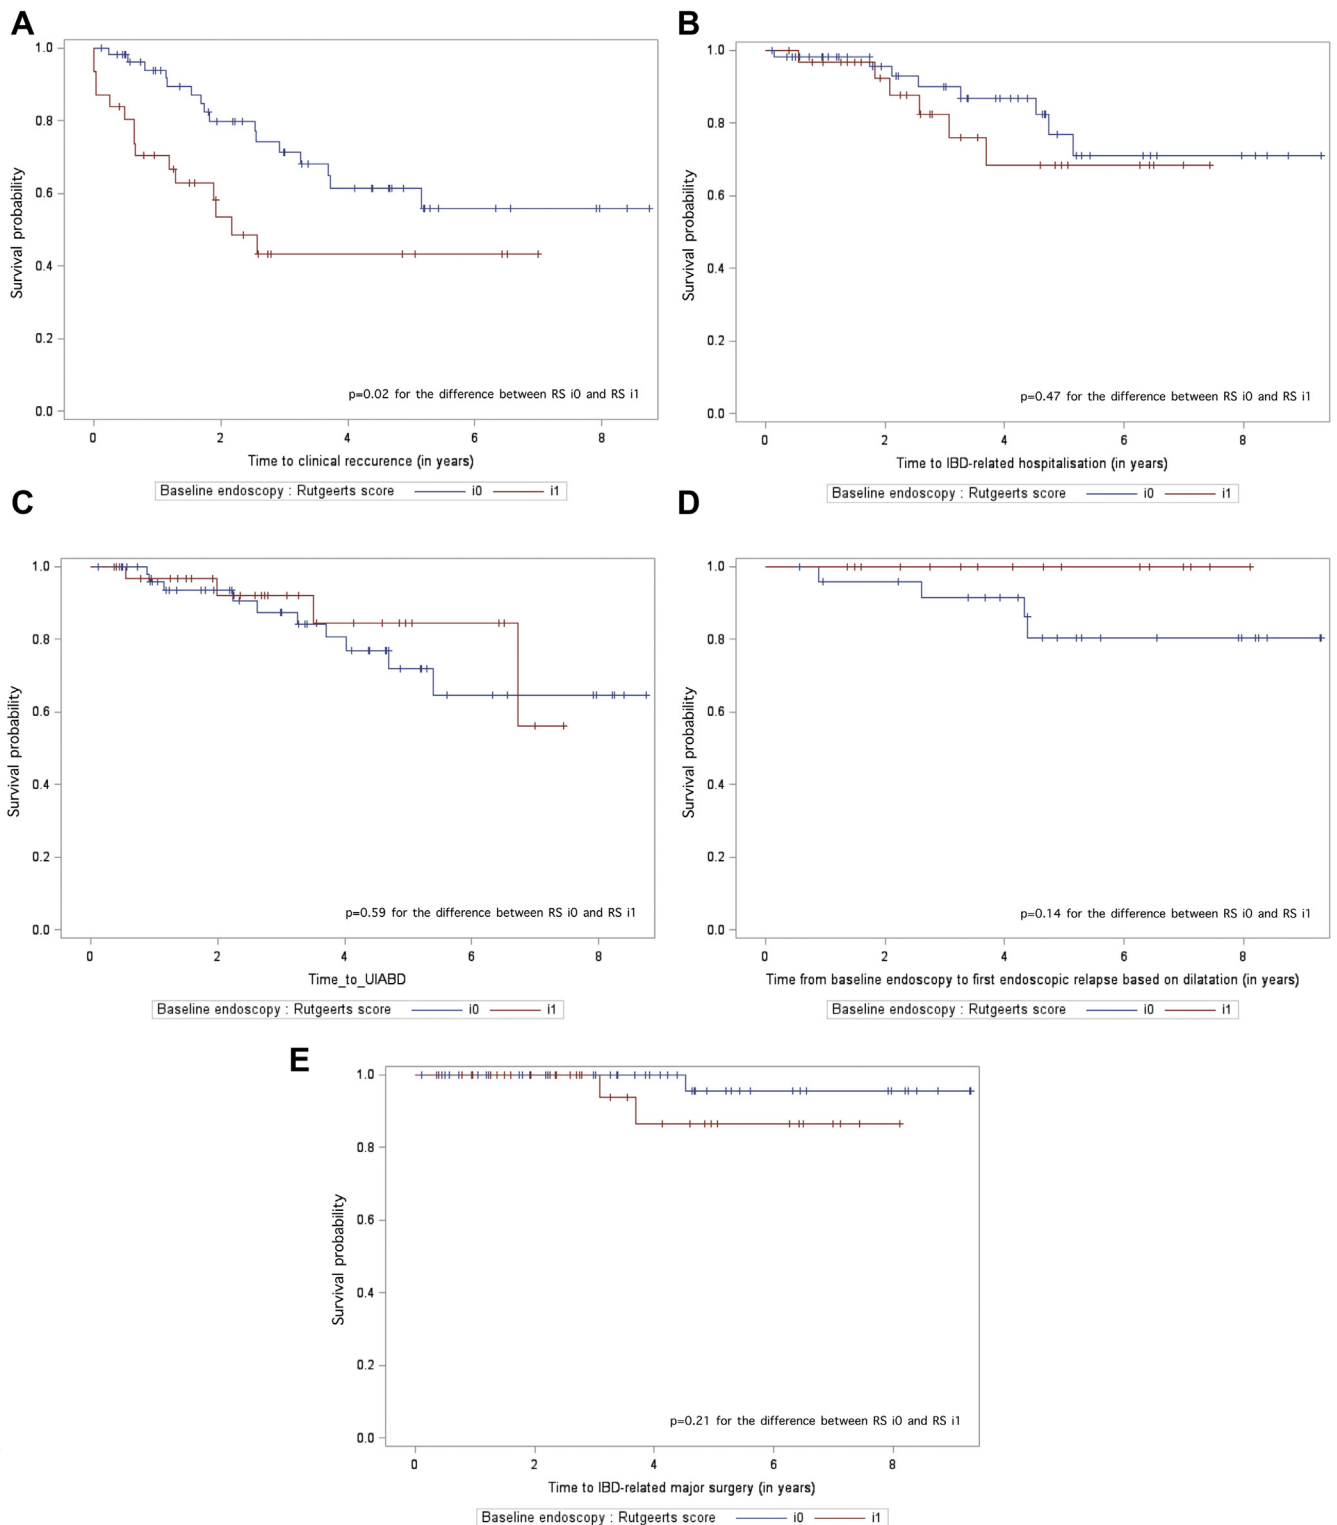 A
1.0
0.8
0.6
0.4
0.2
0.0
Survival probability
p=0.02 for the difference between RS i0 and RS i1
0 2 4 6 8
Time to clinical reccurence (in years)
Baseline endoscopy : Rutgeerts score i0 i1
B
1.0
0.8
0.6
0.4
0.2
0.0
Survival probability
p=0.47 for the difference between RS i0 and RS i1
0 2 4 6 8
Time to IBD-related hospitalisation (in years)
Baseline endoscopy : Rutgeerts score i0 i1
C
1.0
0.8
0.6
0.4
0.2
0.0
Survival probability
p=0.59 for the difference between RS i0 and RS i1
0 2 4 6 8
Time_to_UIABD
Baseline endoscopy : Rutgeerts score i0 i1
D
1.0
0.8
0.6
0.4
0.2
0.0
Survival probability
p=0.14 for the difference between RS i0 and RS i1
0 2 4 6 8
Time from baseline endoscopy to first endoscopic relapse based on dilatation (in years)
Baseline endoscopy : Rutgeerts score i0 i1
E
1.0
0.8
0.6
0.4
0.2
0.0
Survival probability
p=0.21 for the difference between RS i0 and RS i1
0 2 4 6 8
Time to IBD-related major surgery (in years)
Baseline endoscopy : Rutgeerts score i0 i1